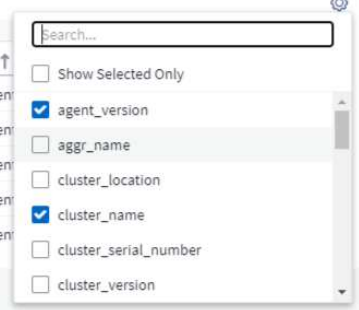 Search...
Show Selected Only
agent_version
aggr_name
cluster_location
cluster_name
cluster_serial_number
cluster_version